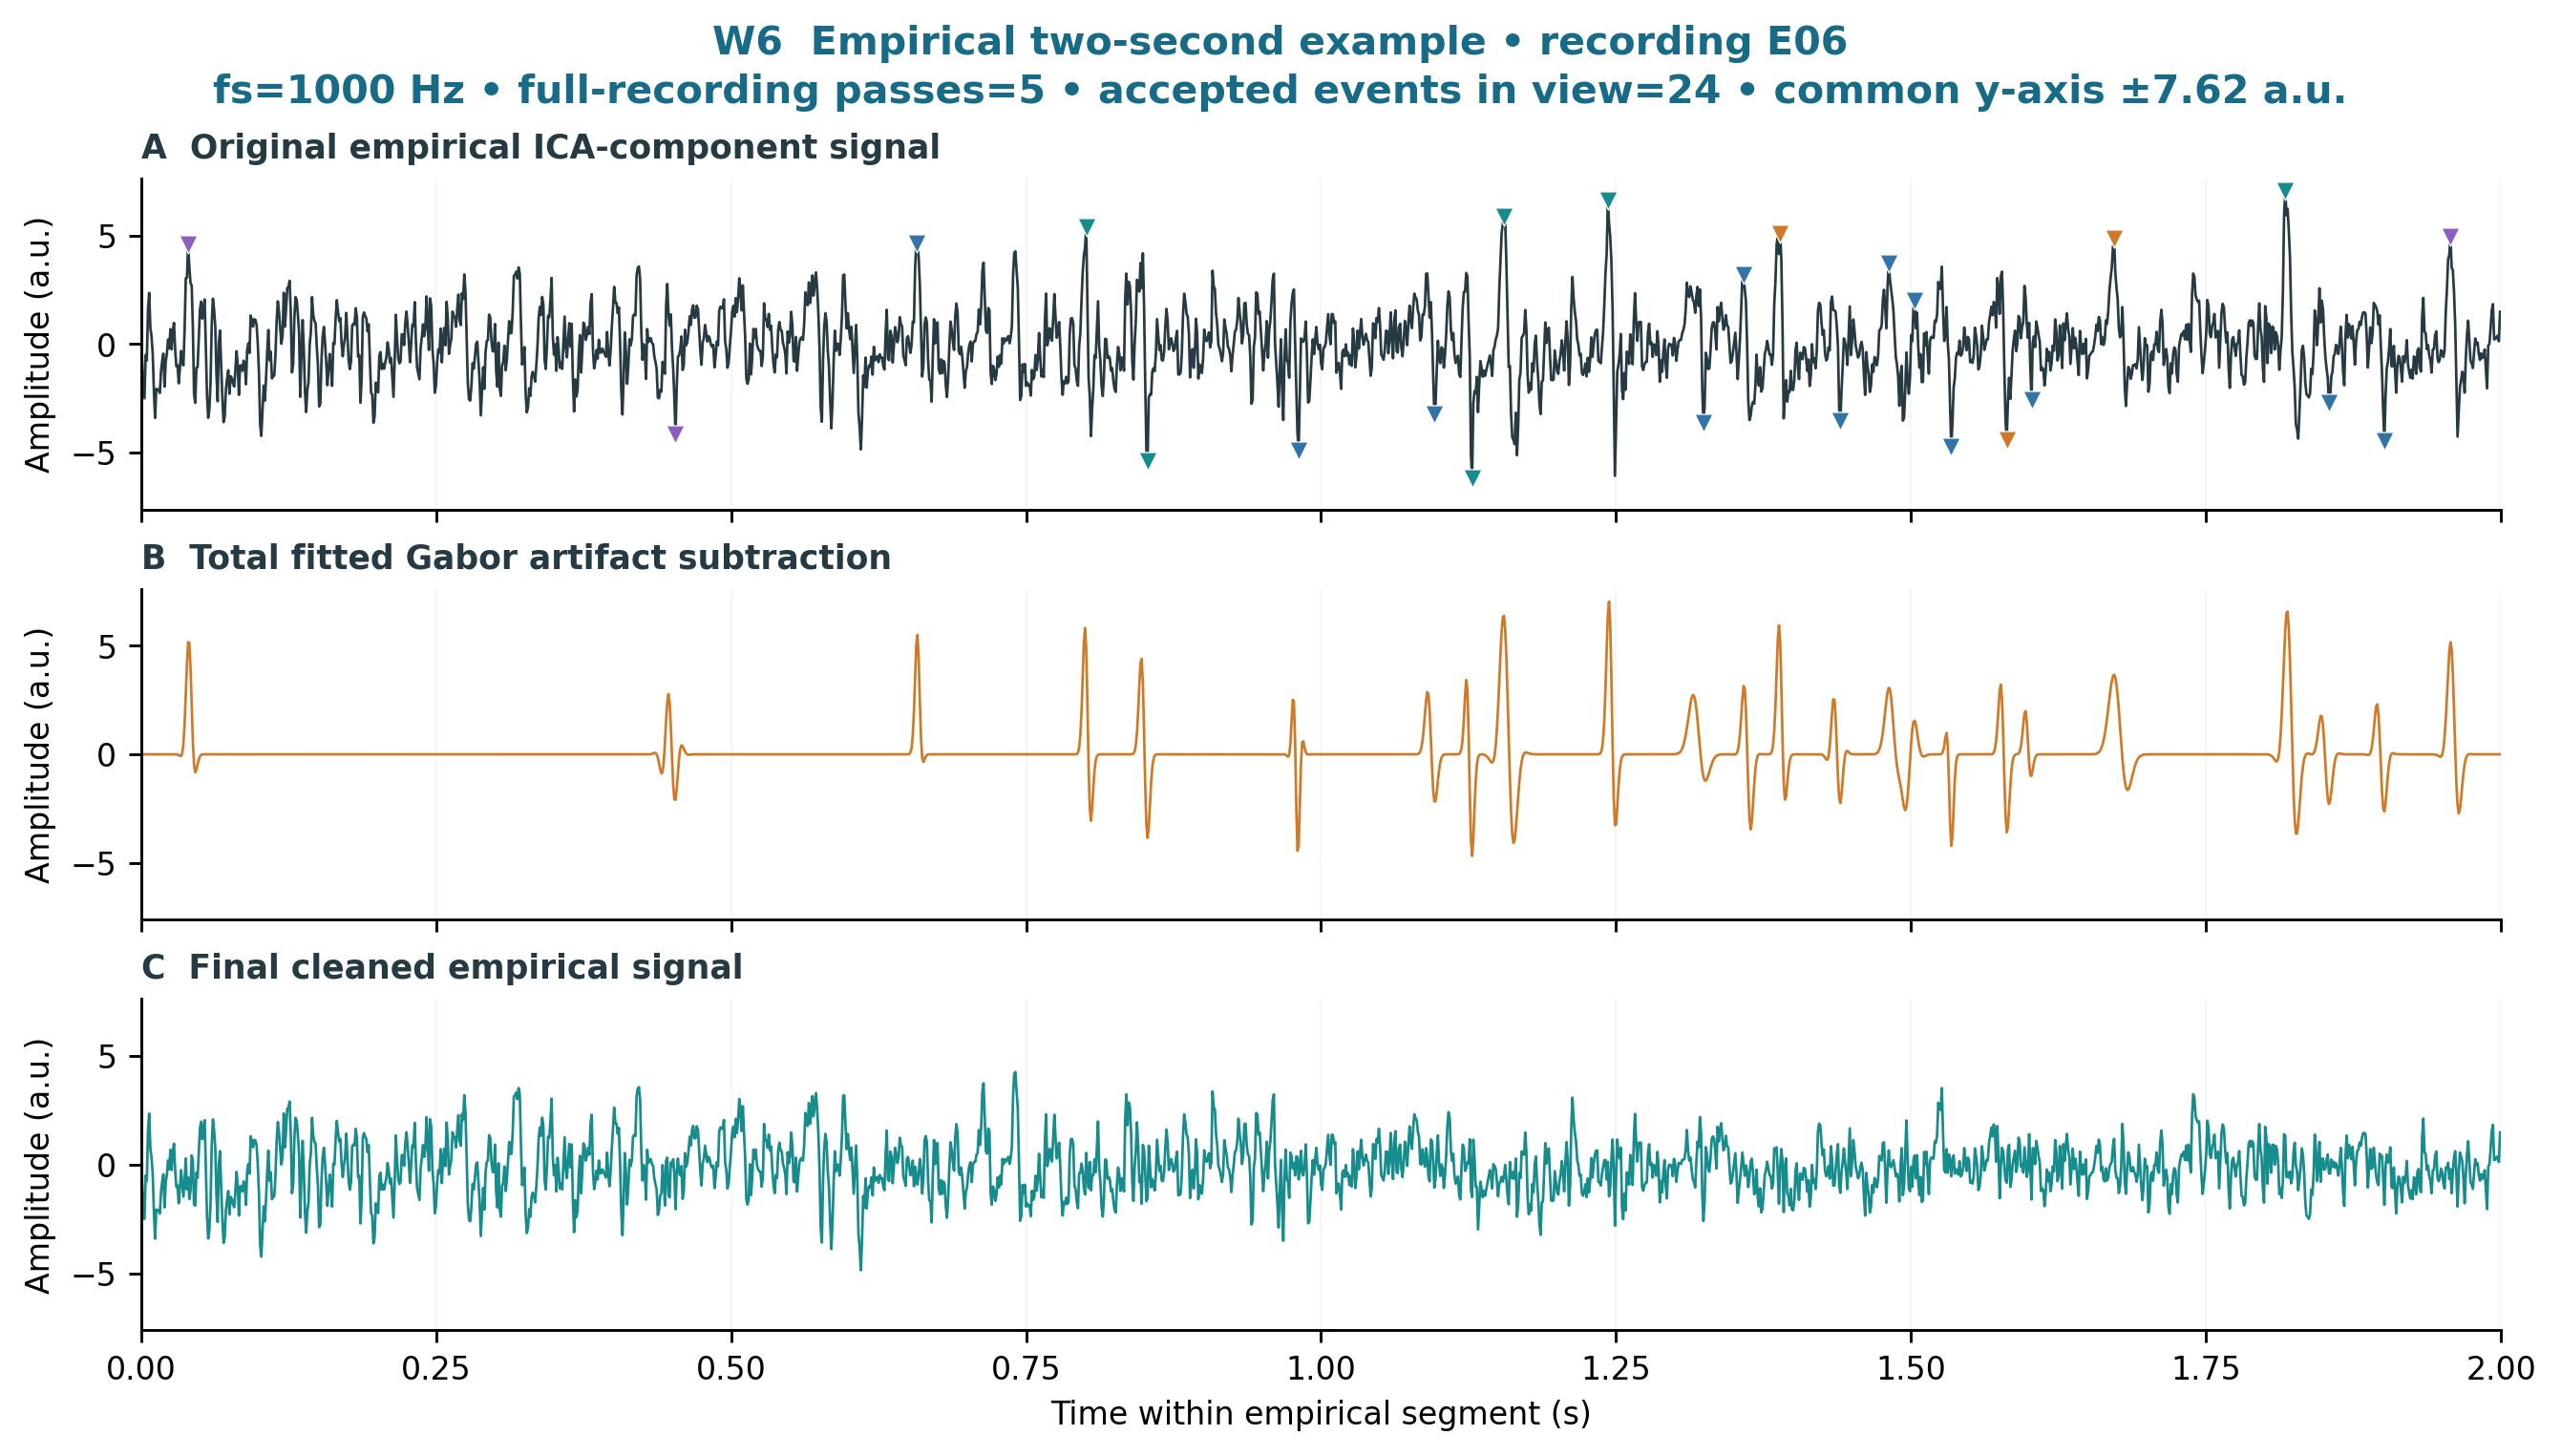 W6  Empirical two-second example • recording E06
fs=1000 Hz • full-recording passes=5 • accepted events in view=24 • common y-axis ±7.62 a.u.
A  Original empirical ICA-component signal
Amplitude (a.u.)
5
0
−5
B  Total fitted Gabor artifact subtraction
Amplitude (a.u.)
5
0
−5
C  Final cleaned empirical signal
Amplitude (a.u.)
5
0
−5
0.00 0.25 0.50 0.75 1.00 1.25 1.50 1.75 2.00
Time within empirical segment (s)